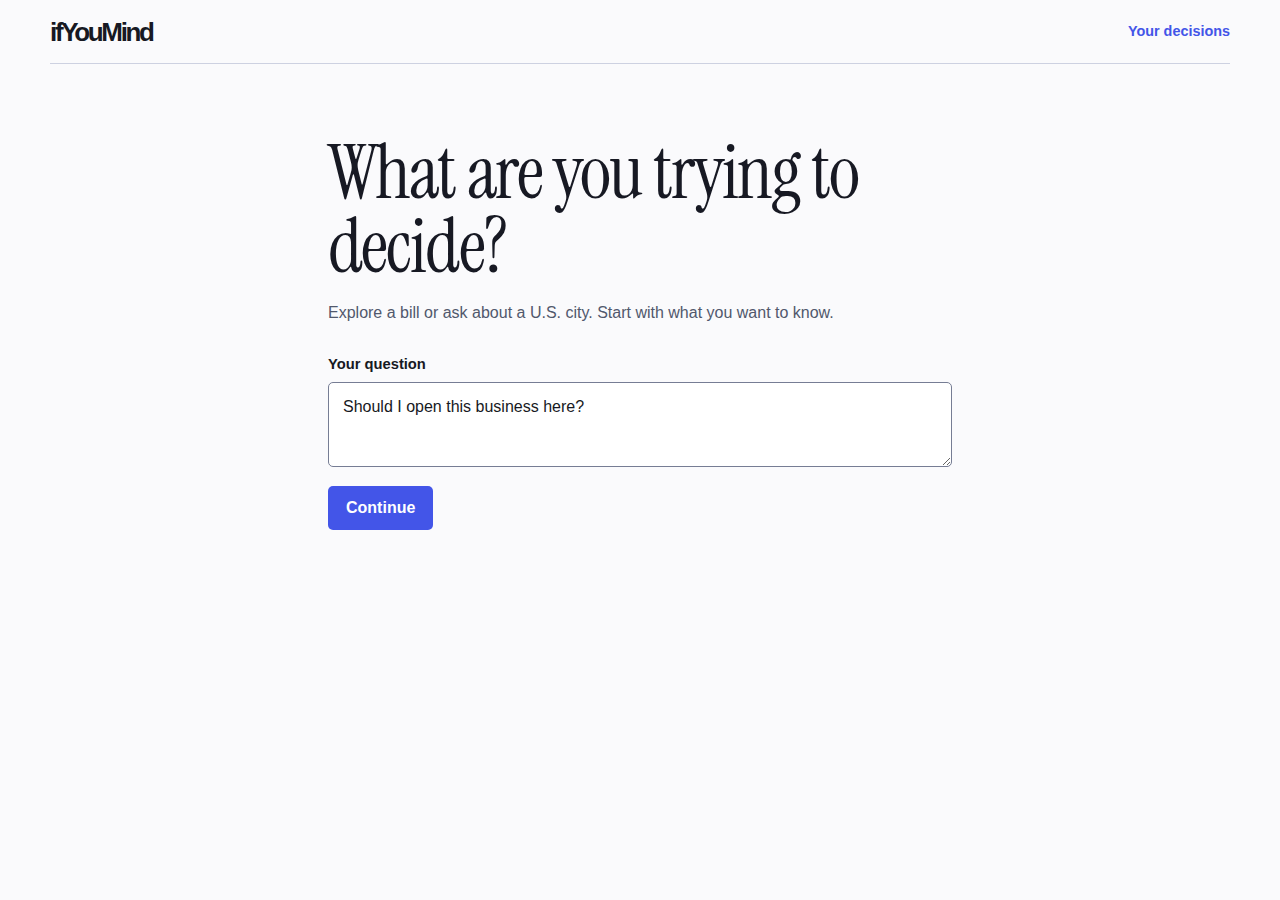 ifYouMind
Your decisions
What are you trying to
decide?
Explore a bill or ask about a U.S. city. Start with what you want to know.
Your question
Should I open this business here?
Continue